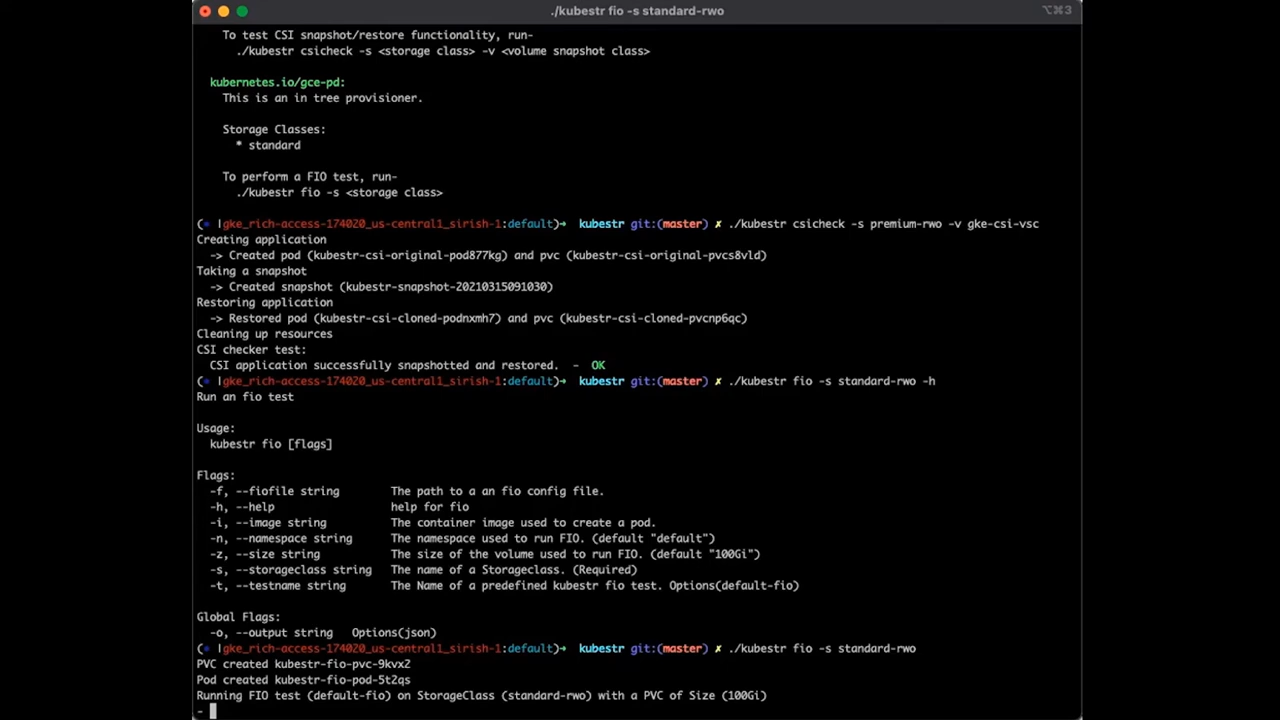 ./kubestr fio -s standard-rwo
⌥⌘3
To test CSI snapshot/restore functionality, run-
./kubestr csicheck -s <storage class> -v <volume snapshot class>
kubernetes.io/gce-pd:
This is an in tree provisioner.
Storage Classes:
* standard
To perform a FIO test, run-
./kubestr fio -s <storage class>
(⎈ |gke_rich-access-174020_us-central1_sirish-1:default)➜  kubestr git:(master) ✗ ./kubestr csicheck -s premium-rwo -v gke-csi-vsc
Creating application
-> Created pod (kubestr-csi-original-pod877kg) and pvc (kubestr-csi-original-pvcs8vld)
Taking a snapshot
-> Created snapshot (kubestr-snapshot-20210315091030)
Restoring application
-> Restored pod (kubestr-csi-cloned-podnxmh7) and pvc (kubestr-csi-cloned-pvcnp6qc)
Cleaning up resources
CSI checker test:
CSI application successfully snapshotted and restored.  -  OK
(⎈ |gke_rich-access-174020_us-central1_sirish-1:default)➜  kubestr git:(master) ✗ ./kubestr fio -s standard-rwo -h
Run an fio test
Usage:
kubestr fio [flags]
Flags:
-f, --fiofile string        The path to a an fio config file.
-h, --help                  help for fio
-i, --image string          The container image used to create a pod.
-n, --namespace string      The namespace used to run FIO. (default "default")
-z, --size string           The size of the volume used to run FIO. (default "100Gi")
-s, --storageclass string   The name of a Storageclass. (Required)
-t, --testname string       The Name of a predefined kubestr fio test. Options(default-fio)
Global Flags:
-o, --output string   Options(json)
(⎈ |gke_rich-access-174020_us-central1_sirish-1:default)➜  kubestr git:(master) ✗ ./kubestr fio -s standard-rwo
PVC created kubestr-fio-pvc-9kvx2
Pod created kubestr-fio-pod-5t2qs
Running FIO test (default-fio) on StorageClass (standard-rwo) with a PVC of Size (100Gi)
-